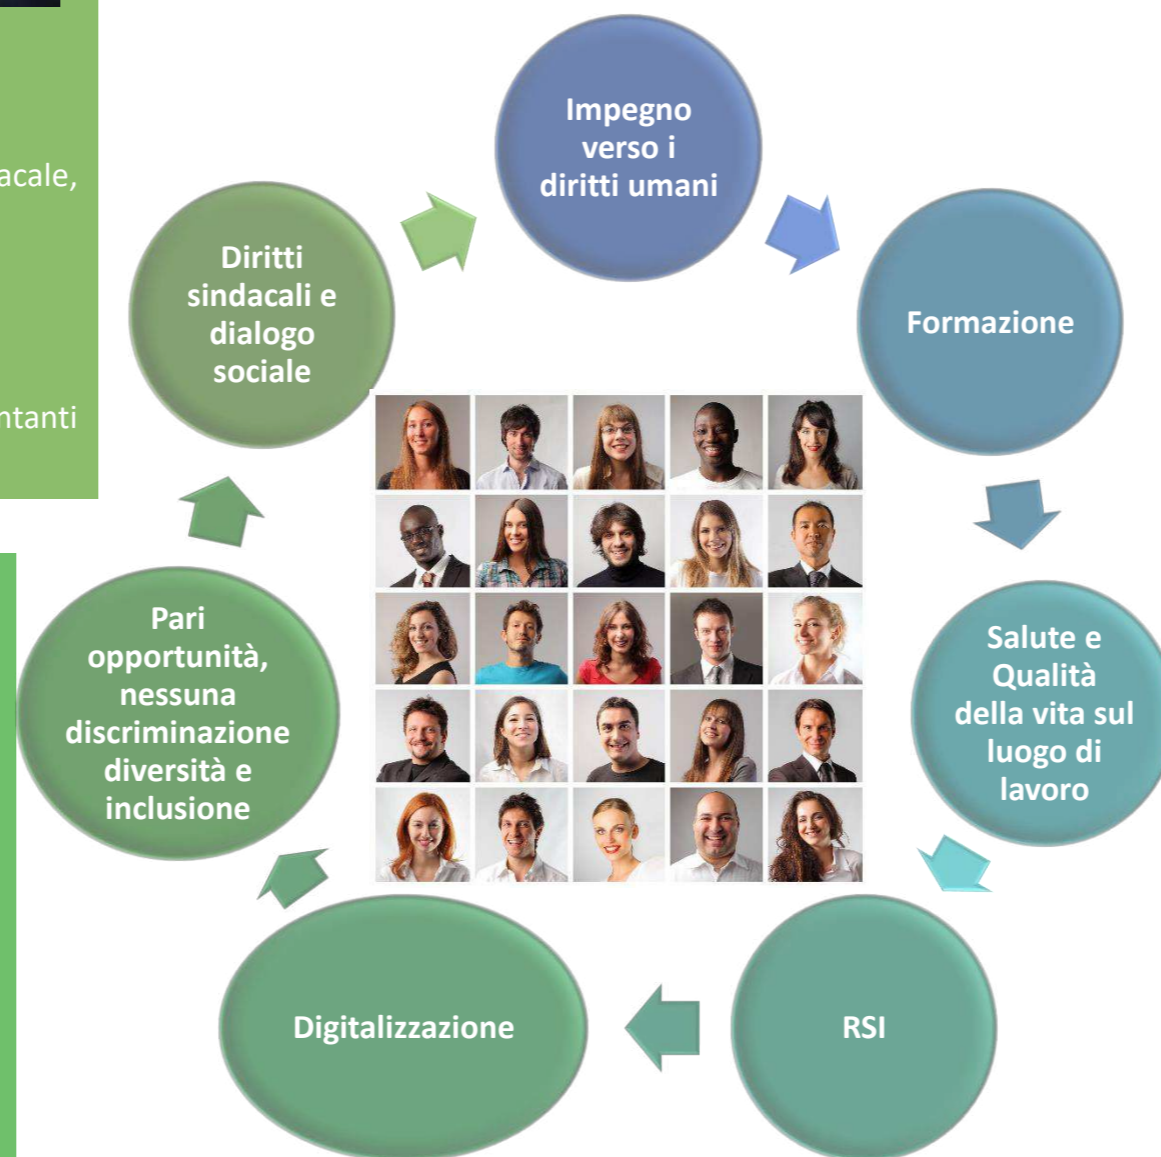 acale,
ntanti
Impegno
verso i
diritti umani
Formazione
Salute e
Qualità
della vita sul
luogo di
lavoro
RSI
Digitalizzazione
Pari
opportunità,
nessuna
discriminazione
diversità e
inclusione
Diritti
sindacali e
dialogo
sociale